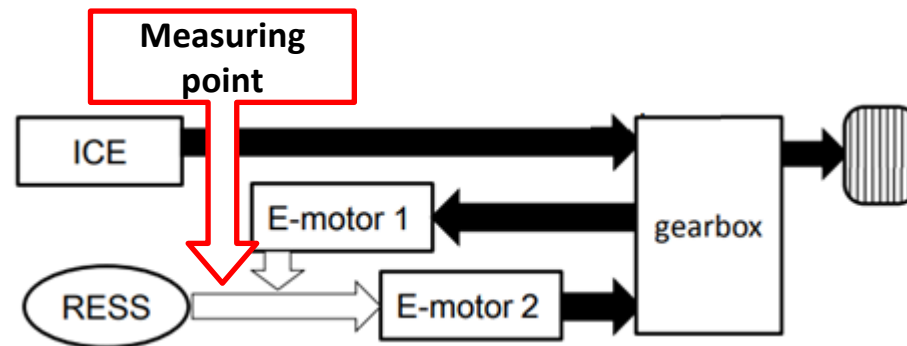 Measuring
point
ICE
E-motor 1
gearbox
RESS
E-motor 2